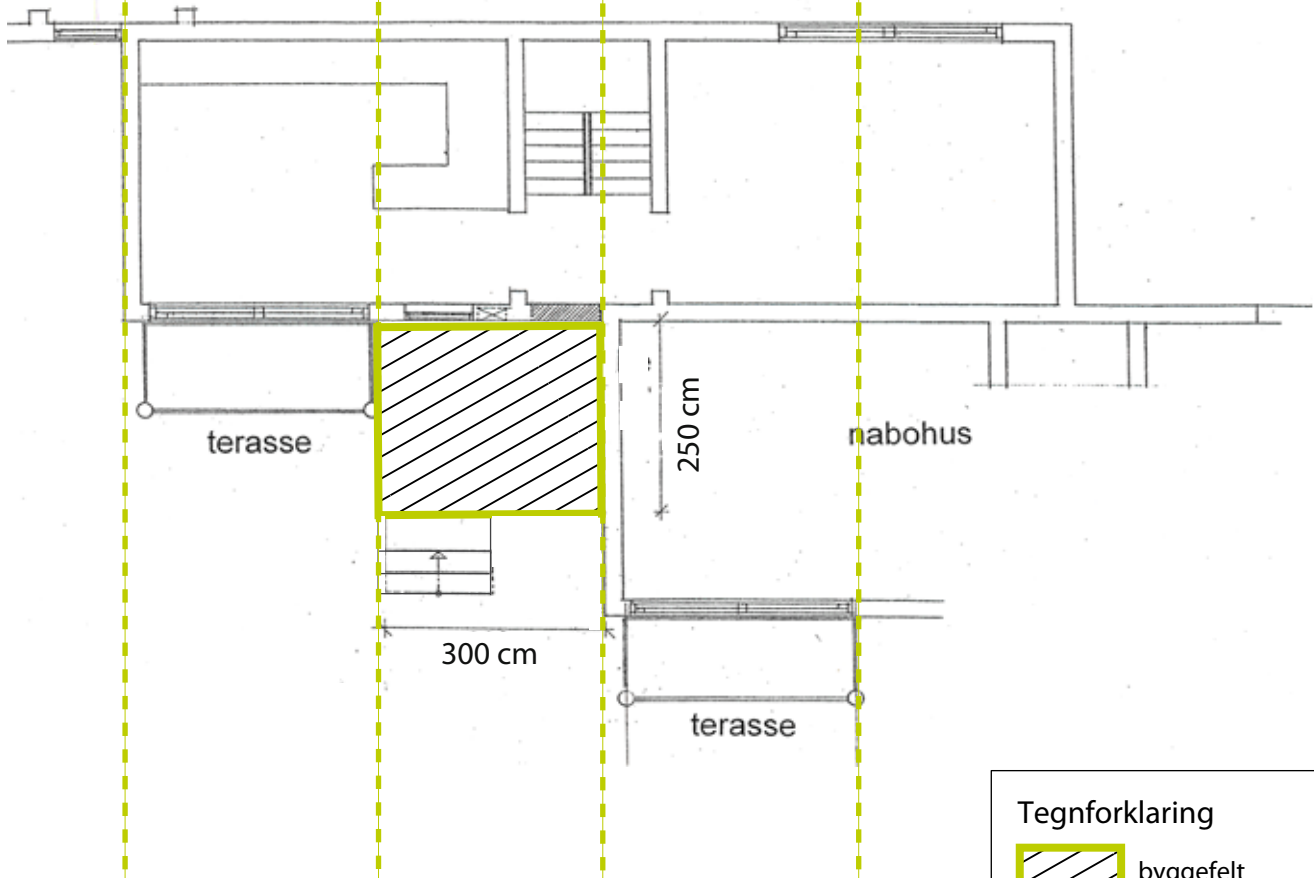 terasse
250 cm
nabohus
300 cm
terasse
Tegnforklaring
byggefelt